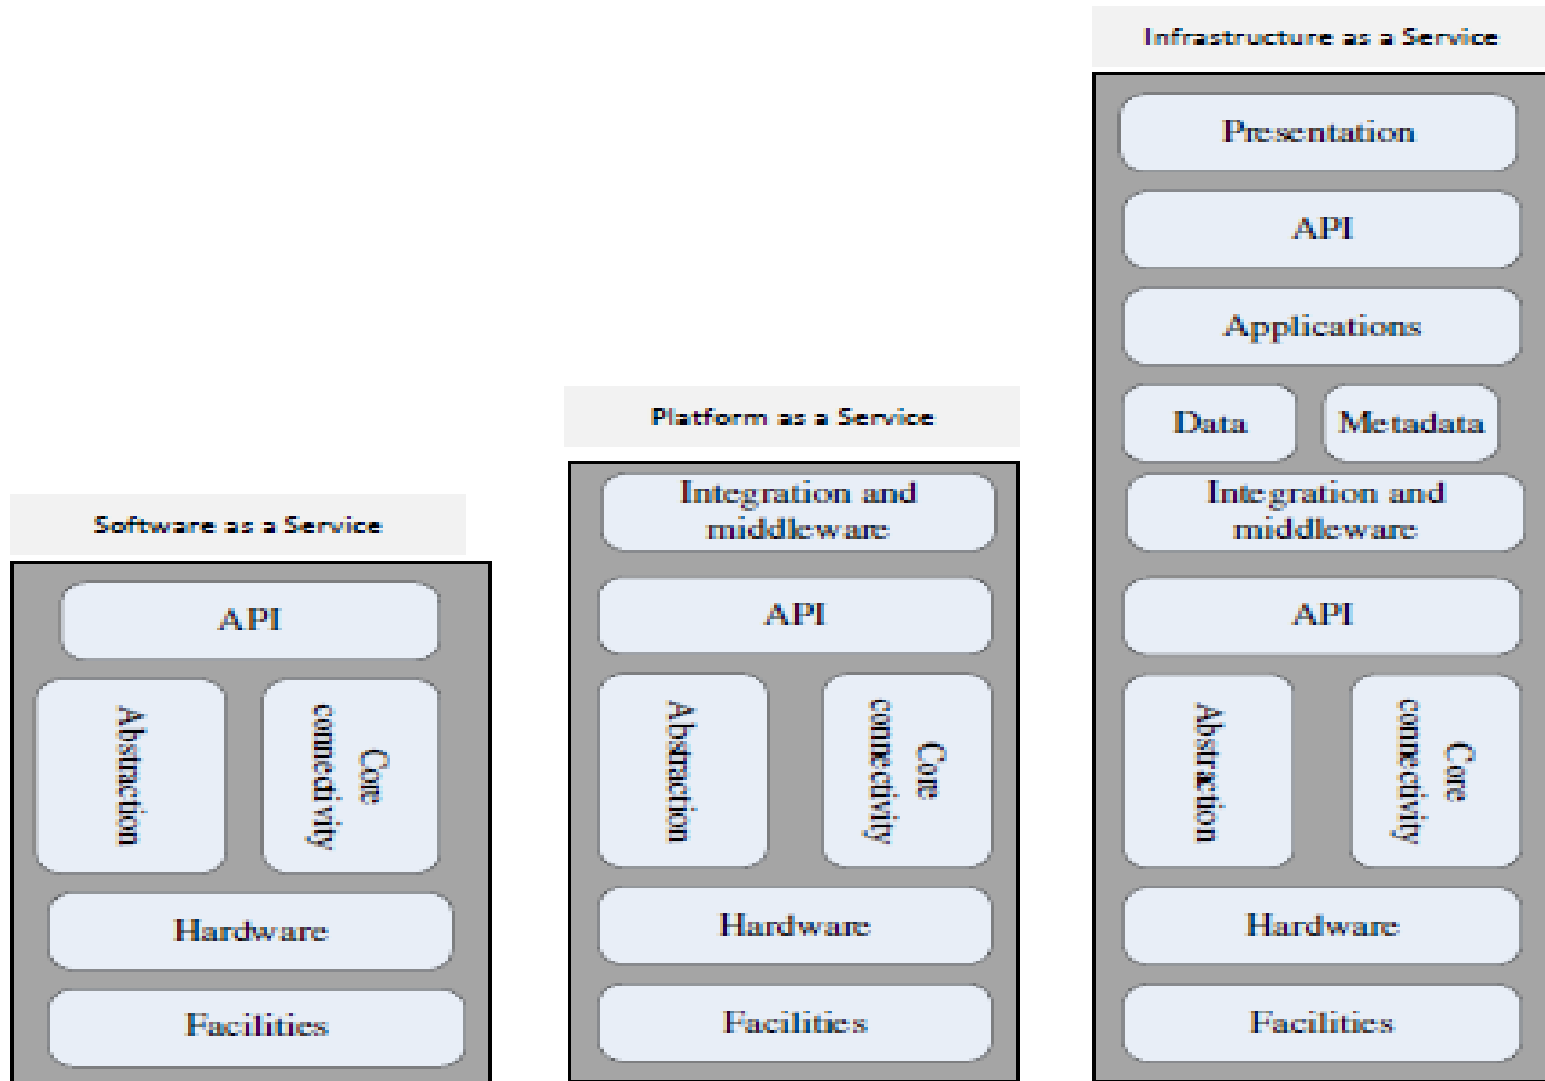 Software as a Service
API
Abstraction
Core
connectivity
Hardware
Facilities
Platform as a Service
Integration and
middleware
API
Abstraction
Core
connectivity
Hardware
Facilities
Infrastructure as a Service
Presentation
API
Applications
Data
Metadata
Integration and
middleware
API
Abstraction
Core
connectivity
Hardware
Facilities